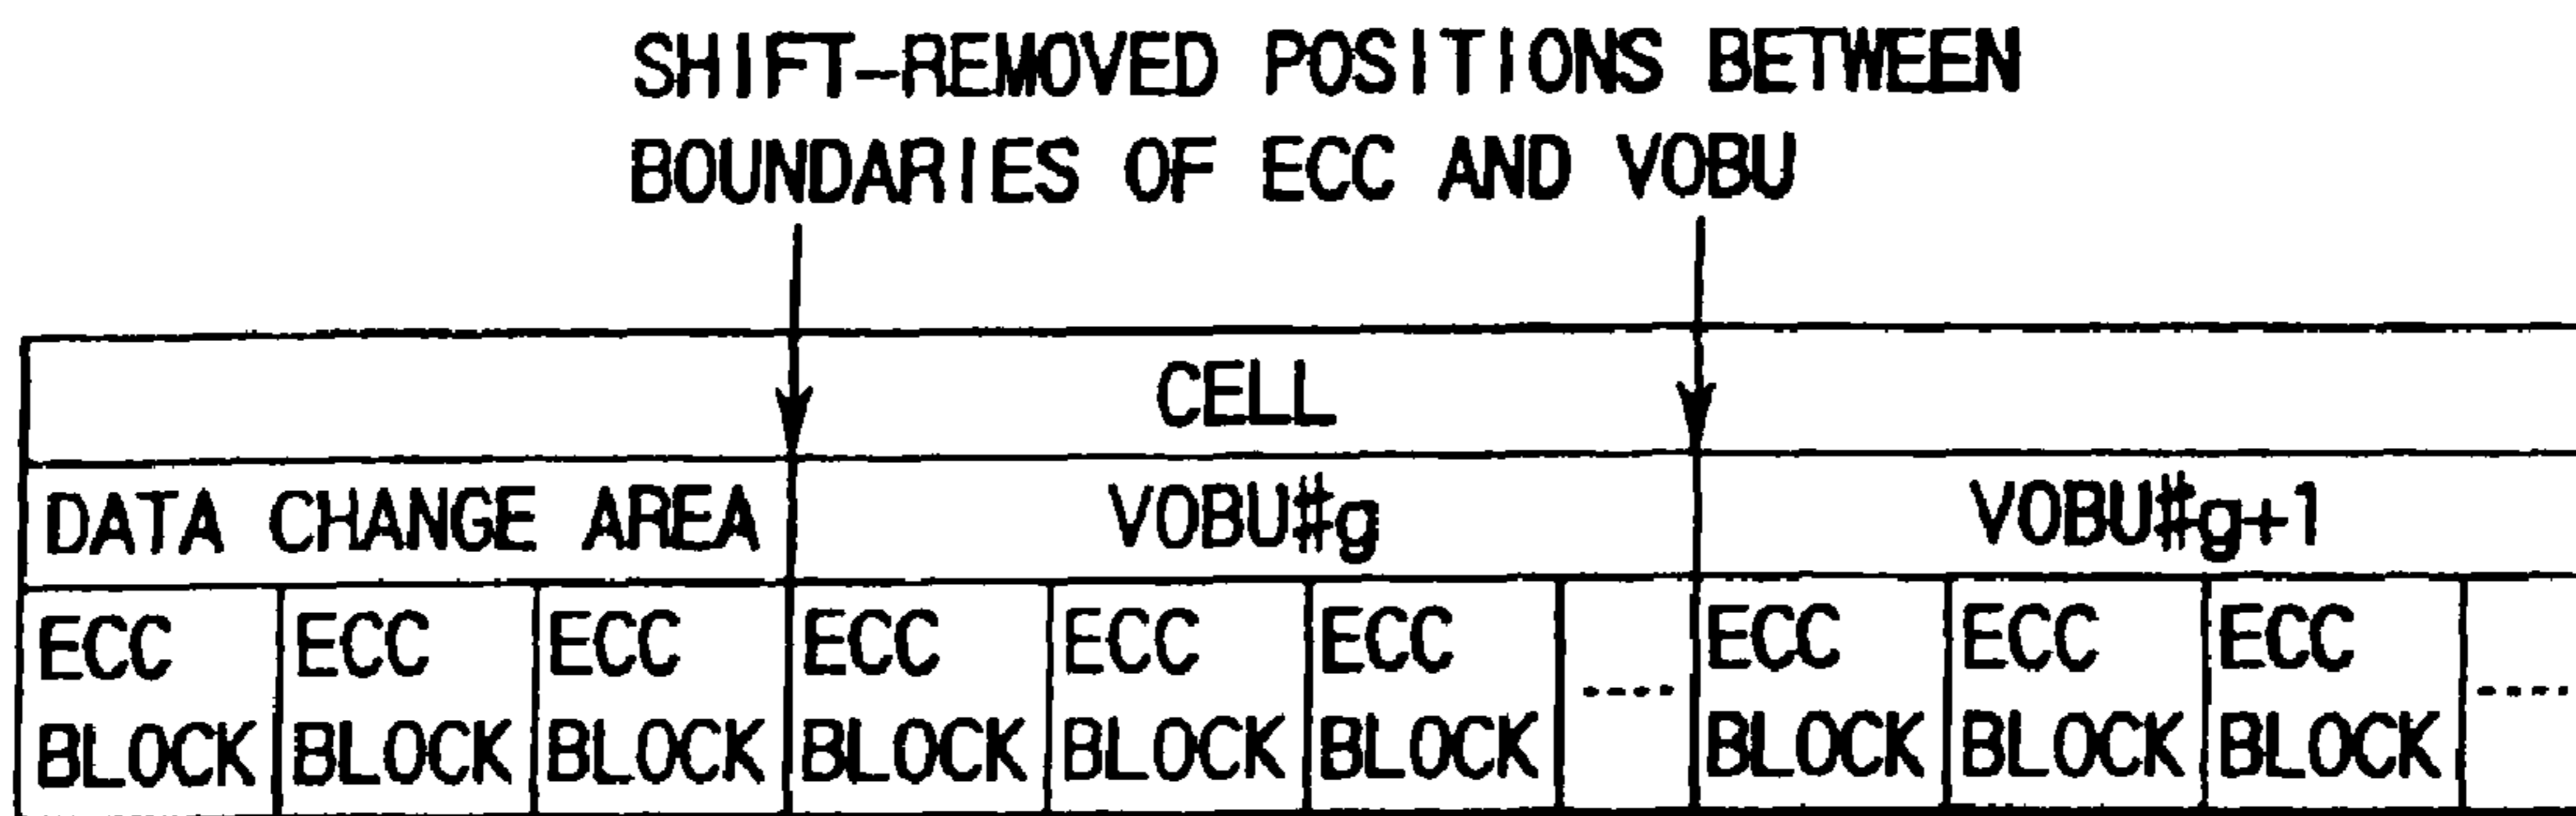 SHIFT-REMOVED POSITIONS BETWEEN
BOUNDARIES OF ECC AND VOBU
CELL
DATA CHANGE AREA VOBU#g VOBU#g+1
ECC ECC ECC ECC ECC ECC ECC ECC ECC
BLOCK BLOCK BLOCK BLOCK BLOCK BLOCK ···· BLOCK BLOCK BLOCK ····